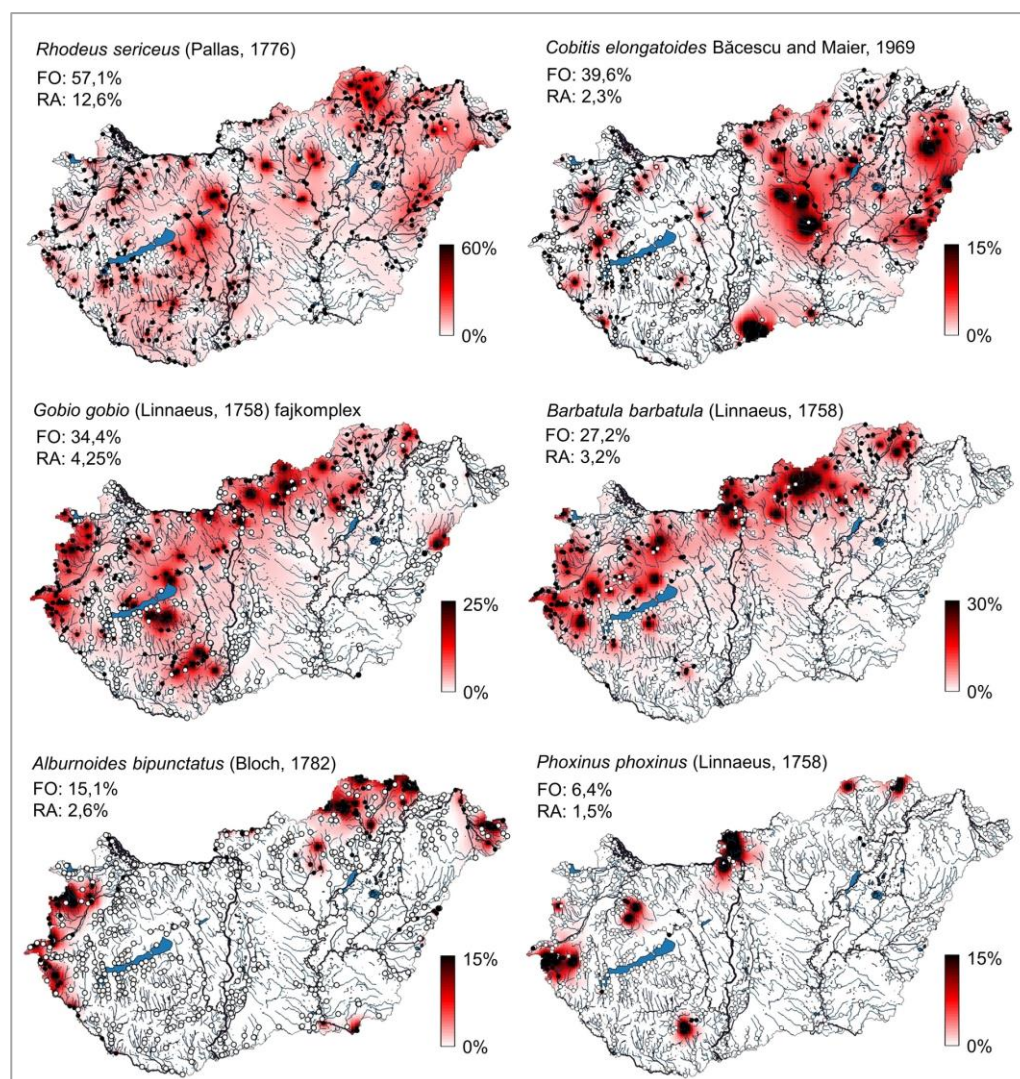 Rhodeus sericeus (Pallas, 1776)
FO: 57,1%
RA: 12,6%
60%
0%
Cobitis elongatoides Băcescu and Maier, 1969
FO: 39,6%
RA: 2,3%
15%
0%
Gobio gobio (Linnaeus, 1758) fajkomplex
FO: 34,4%
RA: 4,25%
25%
0%
Barbatula barbatula (Linnaeus, 1758)
FO: 27,2%
RA: 3,2%
30%
0%
Alburnoides bipunctatus (Bloch, 1782)
FO: 15,1%
RA: 2,6%
15%
0%
Phoxinus phoxinus (Linnaeus, 1758)
FO: 6,4%
RA: 1,5%
15%
0%